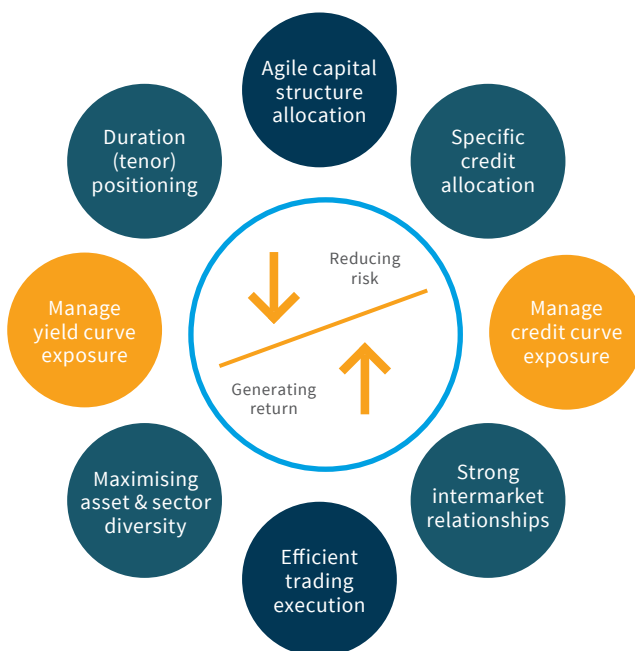 Agile capital
structure
allocation
Duration
(tenor)
positioning
Specific
credit
allocation
Reducing
risk
Manage
yield curve
exposure
Manage
credit curve
exposure
Generating
return
Maximising
asset & sector
diversity
Strong
intermarket
relationships
Efficient
trading
execution